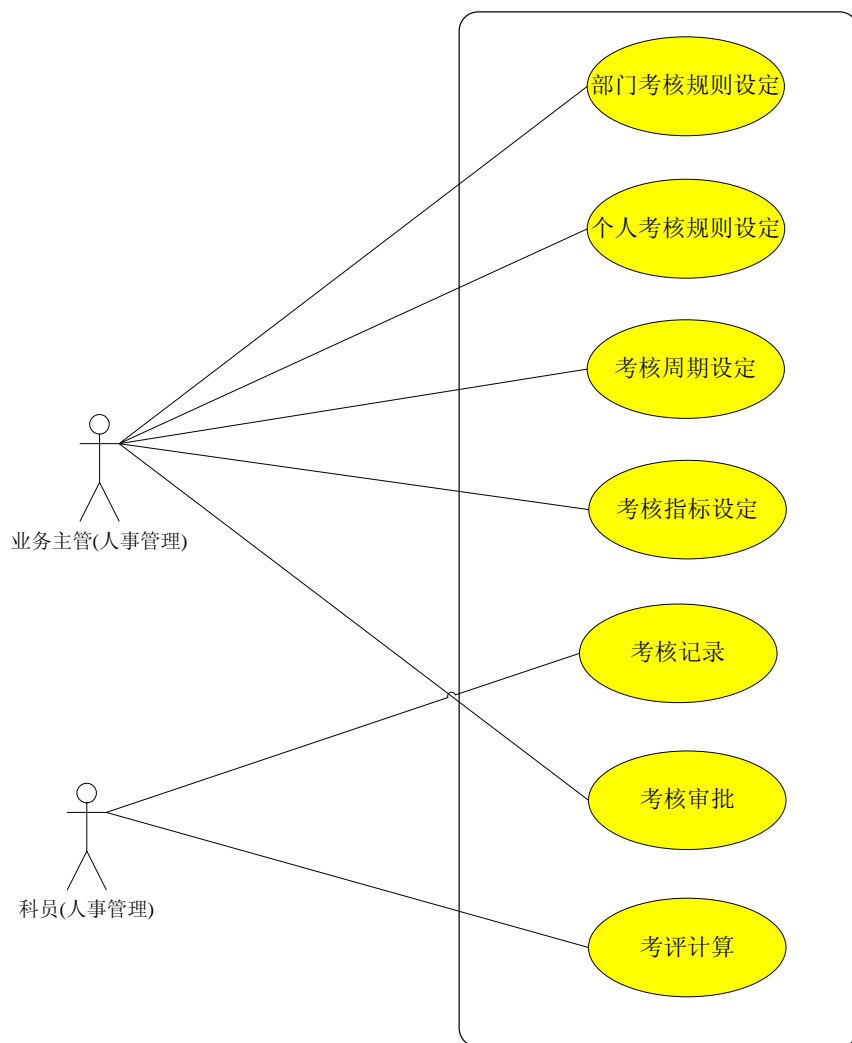 部门考核规则设定
个人考核规则设定
考核周期设定
考核指标设定
业务主管(人事管理)
考核记录
考核审批
科员(人事管理)
考评计算